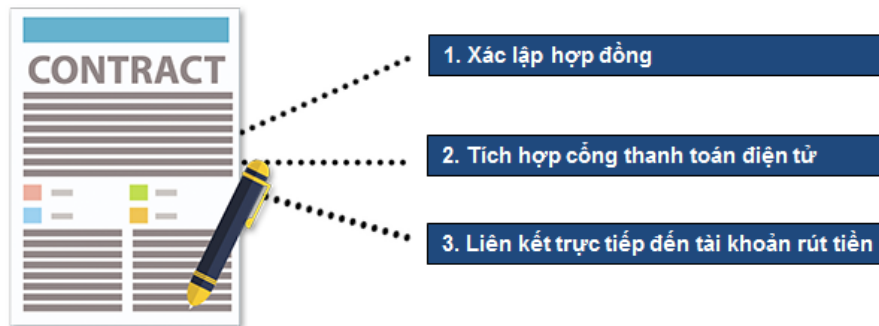 CONTRACT
1. Xác lập hợp đồng
2. Tích hợp cổng thanh toán điện tử
3. Liên kết trực tiếp đến tài khoản rút tiền